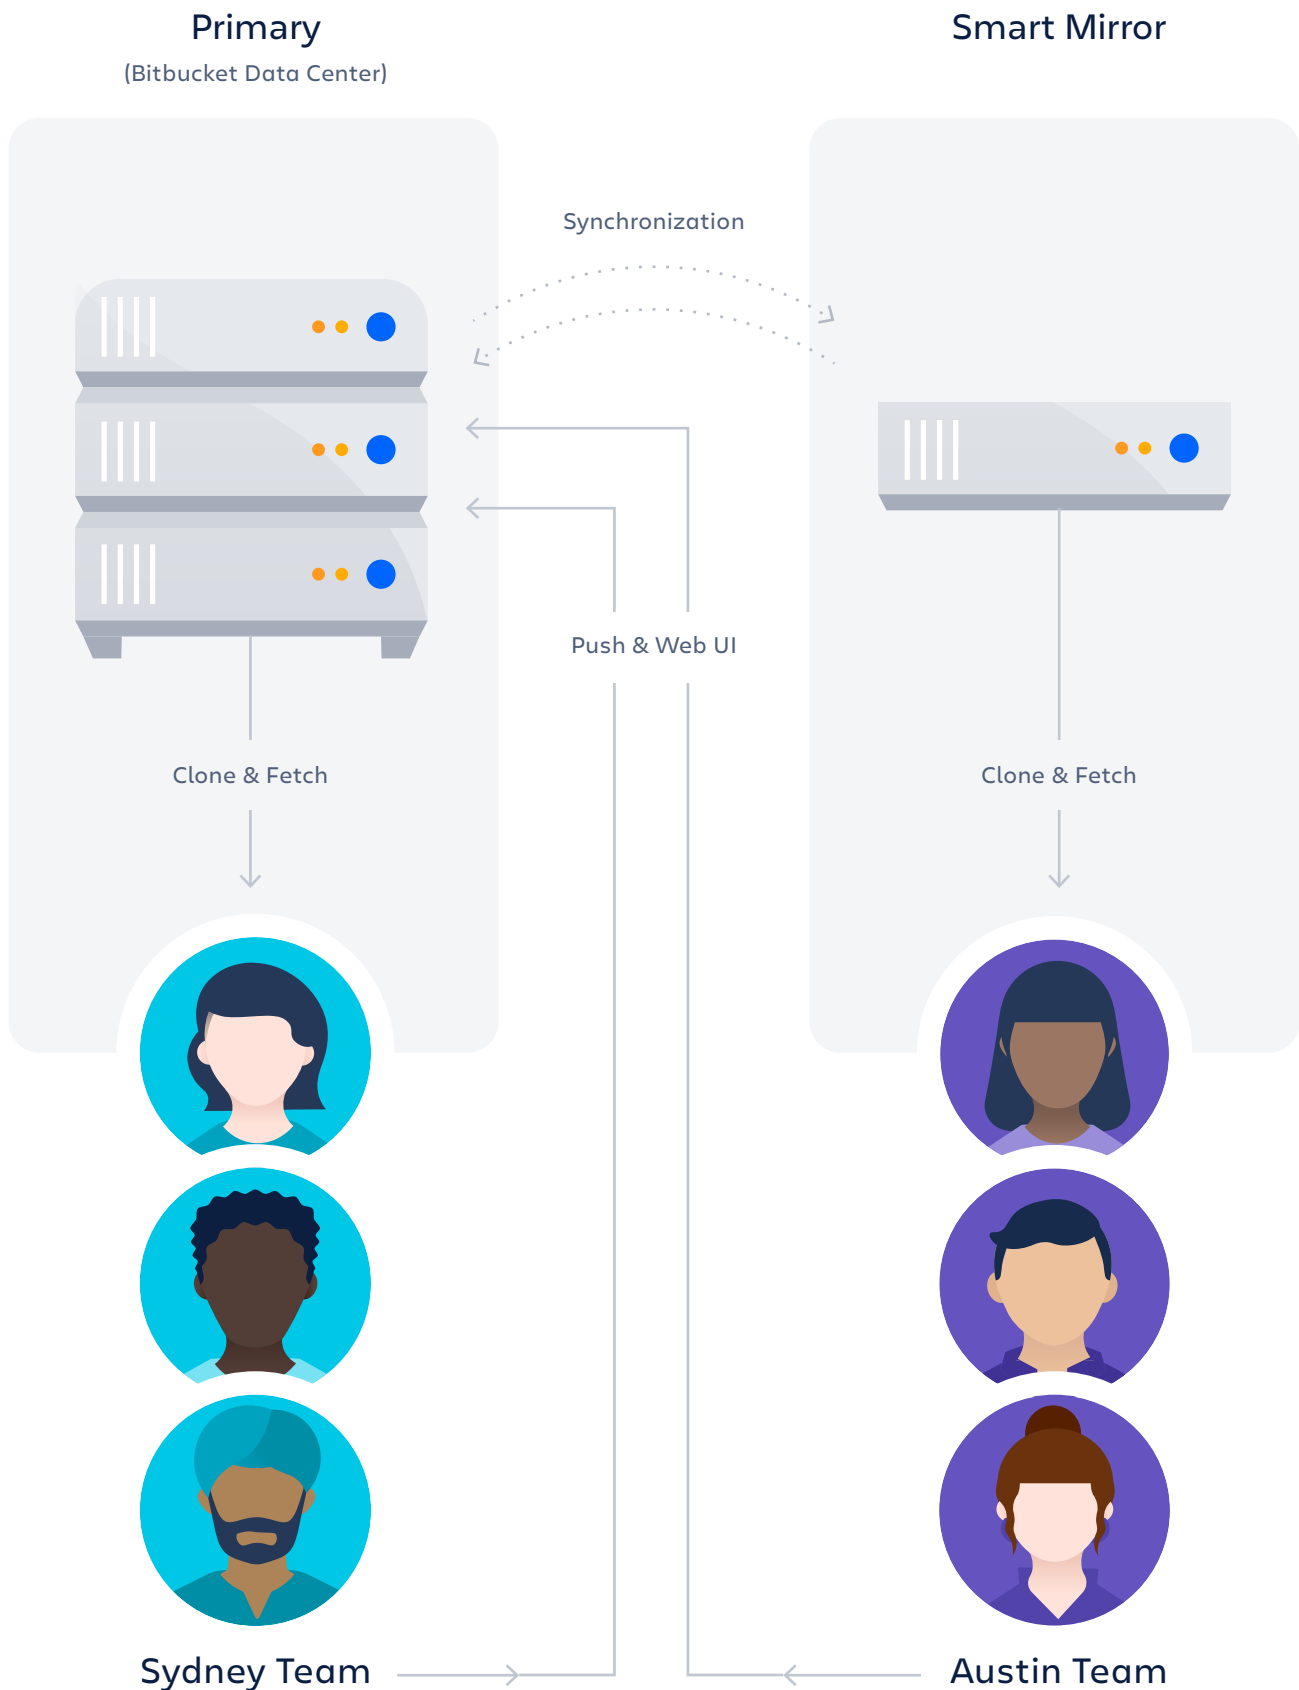 Primary
(Bitbucket Data Center)
Smart Mirror
Synchronization
Push & Web UI
Clone & Fetch
Clone & Fetch
Sydney Team
Austin Team